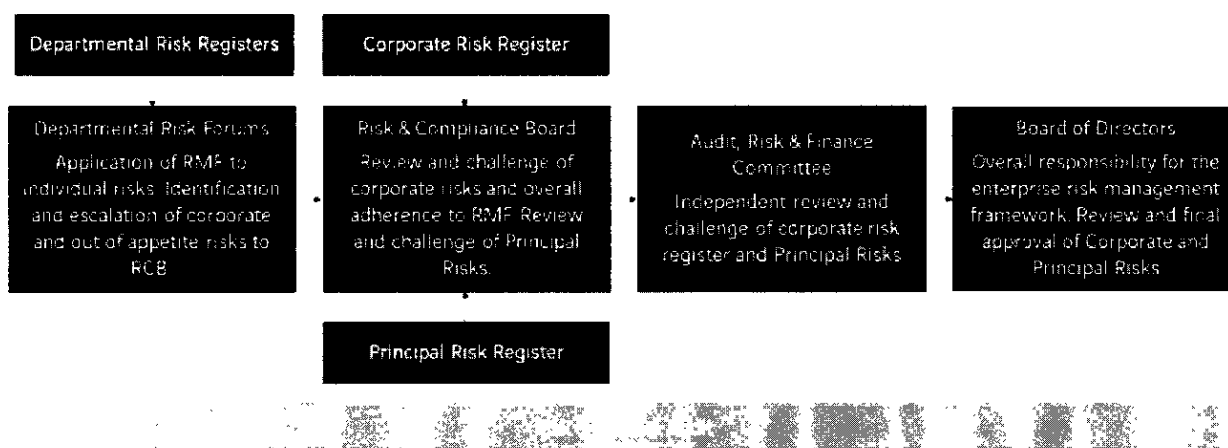 Departmental Risk Registers
Corporate Risk Register
Departmental Risk Forums
Application of RMF to
individual risks. Identification
and escalation of corporate
and out of appetite risks to
RCB
Risk & Compliance Board
Review and challenge of
corporate risks and overall
adherence to RMF. Review
and challenge of Principal
Risks.
Audit, Risk & Finance
Committee
Independent review and
challenge of corporate risk
register and Principal Risks
Board of Directors
Overall responsibility for the
enterprise risk management
framework. Review and final
approval of Corporate and
Principal Risks
Principal Risk Register